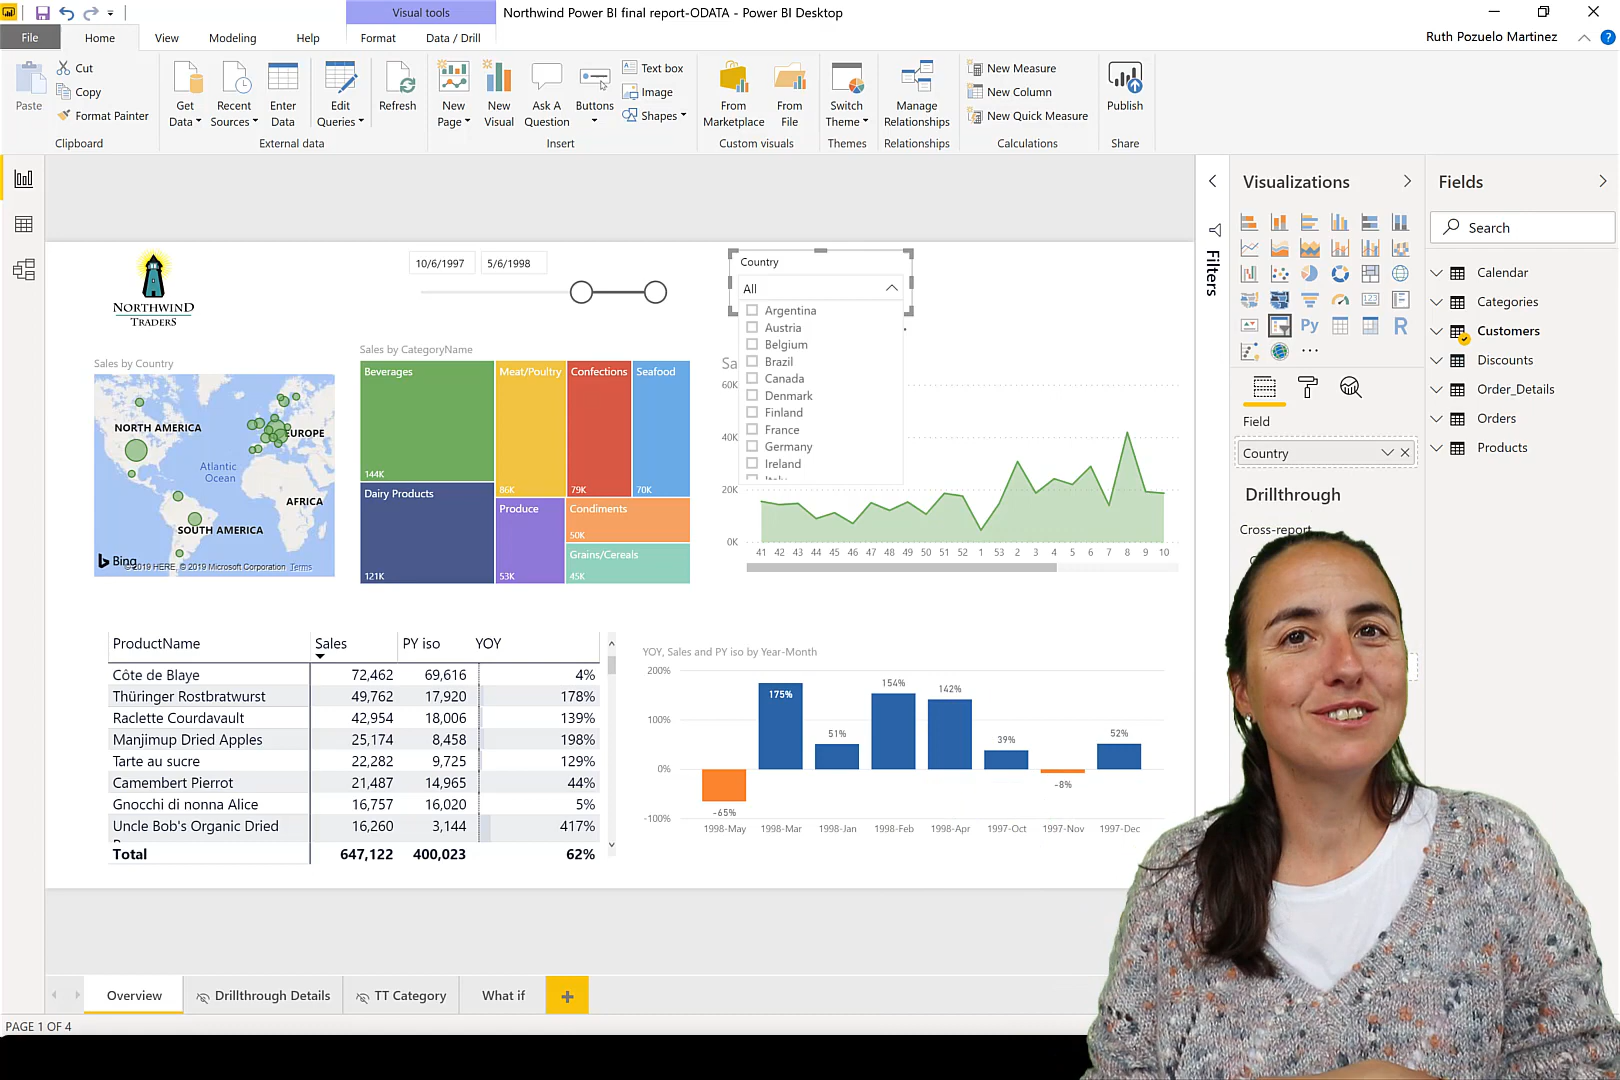 Visual tools
Northwind Power BI final report-ODATA - Power BI Desktop
File
Home
View
Modeling
Help
Format
Data / Drill
Ruth Pozuelo Martinez
?
Paste
Cut
Copy
Format Painter
Clipboard
Get Data
Recent Sources
Enter Data
Edit Queries
Refresh
External data
New Page
New Visual
Ask A Question
Buttons
Text box
Image
Shapes
Insert
From Marketplace
From File
Custom visuals
Switch Theme
Themes
Manage Relationships
Relationships
New Measure
New Column
New Quick Measure
Calculations
Publish
Share
NORTHWIND
TRADERS
10/6/1997
5/6/1998
Country
All
Argentina
Austria
Belgium
Brazil
Canada
Denmark
Finland
France
Germany
Ireland
Italy
Sales by Country
NORTH AMERICA
EUROPE
Atlantic
Ocean
AFRICA
SOUTH AMERICA
Bing
© 2019 HERE, © 2019 Microsoft Corporation Terms
Sales by CategoryName
Beverages
144K
Meat/Poultry
86K
Confections
79K
Seafood
70K
Dairy Products
121K
Produce
53K
Condiments
50K
Grains/Cereals
45K
Sa
60K
40K
20K
0K
41 42 43 44 45 46 47 48 49 50 51 52 1 53 2 3 4 5 6 7 8 9 10
ProductName Sales PY iso YOY
Côte de Blaye 72,462 69,616 4%
Thüringer Rostbratwurst 49,762 17,920 178%
Raclette Courdavault 42,954 18,006 139%
Manjimup Dried Apples 25,174 8,458 198%
Tarte au sucre 22,282 9,725 129%
Camembert Pierrot 21,487 14,965 44%
Gnocchi di nonna Alice 16,757 16,020 5%
Uncle Bob's Organic Dried 16,260 3,144 417%
Total 647,122 400,023 62%
YOY, Sales and PY iso by Year-Month
200%
100%
0%
-100%
-65%
175%
51%
154%
142%
39%
-8%
52%
1998-May 1998-Mar 1998-Jan 1998-Feb 1998-Apr 1997-Oct 1997-Nov 1997-Dec
Filters
Visualizations
Py
R
123
Field
Country
Drillthrough
Cross-report
Fields
Search
Calendar
Categories
Customers
Discounts
Order_Details
Orders
Products
Overview
Drillthrough Details
TT Category
What if
+
PAGE 1 OF 4